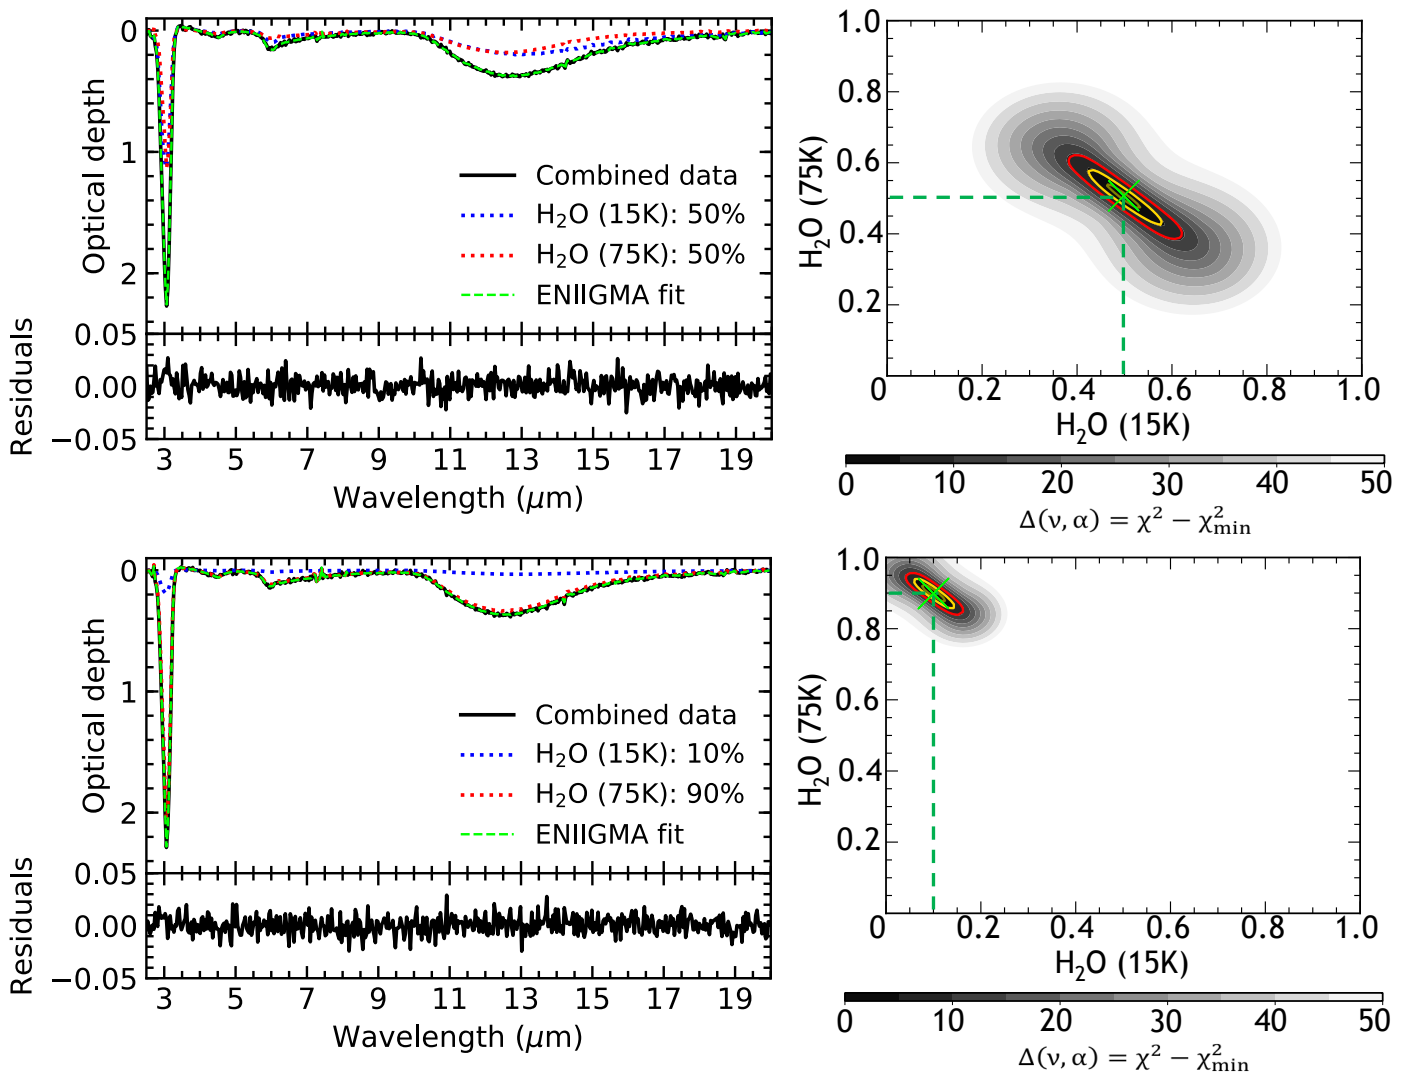 0
1
2
Optical depth
Combined data
H₂O (15K): 50%
H₂O (75K): 50%
ENIIGMA fit
0.05
0.00
−0.05
Residuals
3 5 7 9 11 13 15 17 19
Wavelength (μm)
1.0
0.8
0.6
0.4
0.2
H₂O (75K)
0 0.2 0.4 0.6 0.8 1.0
H₂O (15K)
0 10 20 30 40 50
Δ(ν, α) = χ² − χ²min
0
1
2
Optical depth
Combined data
H₂O (15K): 10%
H₂O (75K): 90%
ENIIGMA fit
0.05
0.00
−0.05
Residuals
3 5 7 9 11 13 15 17 19
Wavelength (μm)
1.0
0.8
0.6
0.4
0.2
H₂O (75K)
0 0.2 0.4 0.6 0.8 1.0
H₂O (15K)
0 10 20 30 40 50
Δ(ν, α) = χ² − χ²min